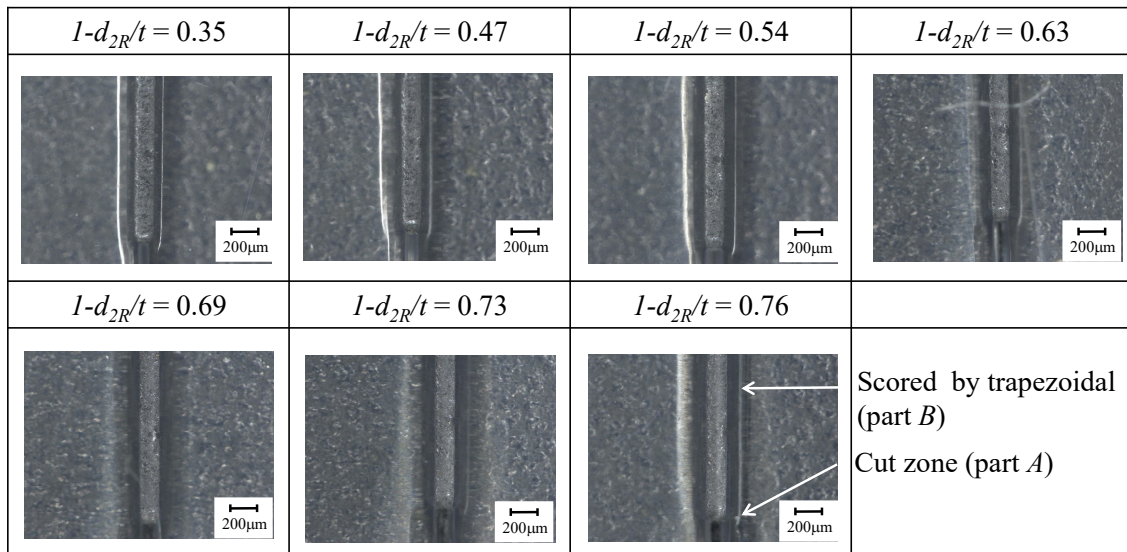 1-d2R/t = 0.35
1-d2R/t = 0.47
1-d2R/t = 0.54
1-d2R/t = 0.63
200μm
200μm
200μm
200μm
1-d2R/t = 0.69
1-d2R/t = 0.73
1-d2R/t = 0.76
200μm
200μm
200μm
Scored by trapezoidal
(part B)
Cut zone (part A)